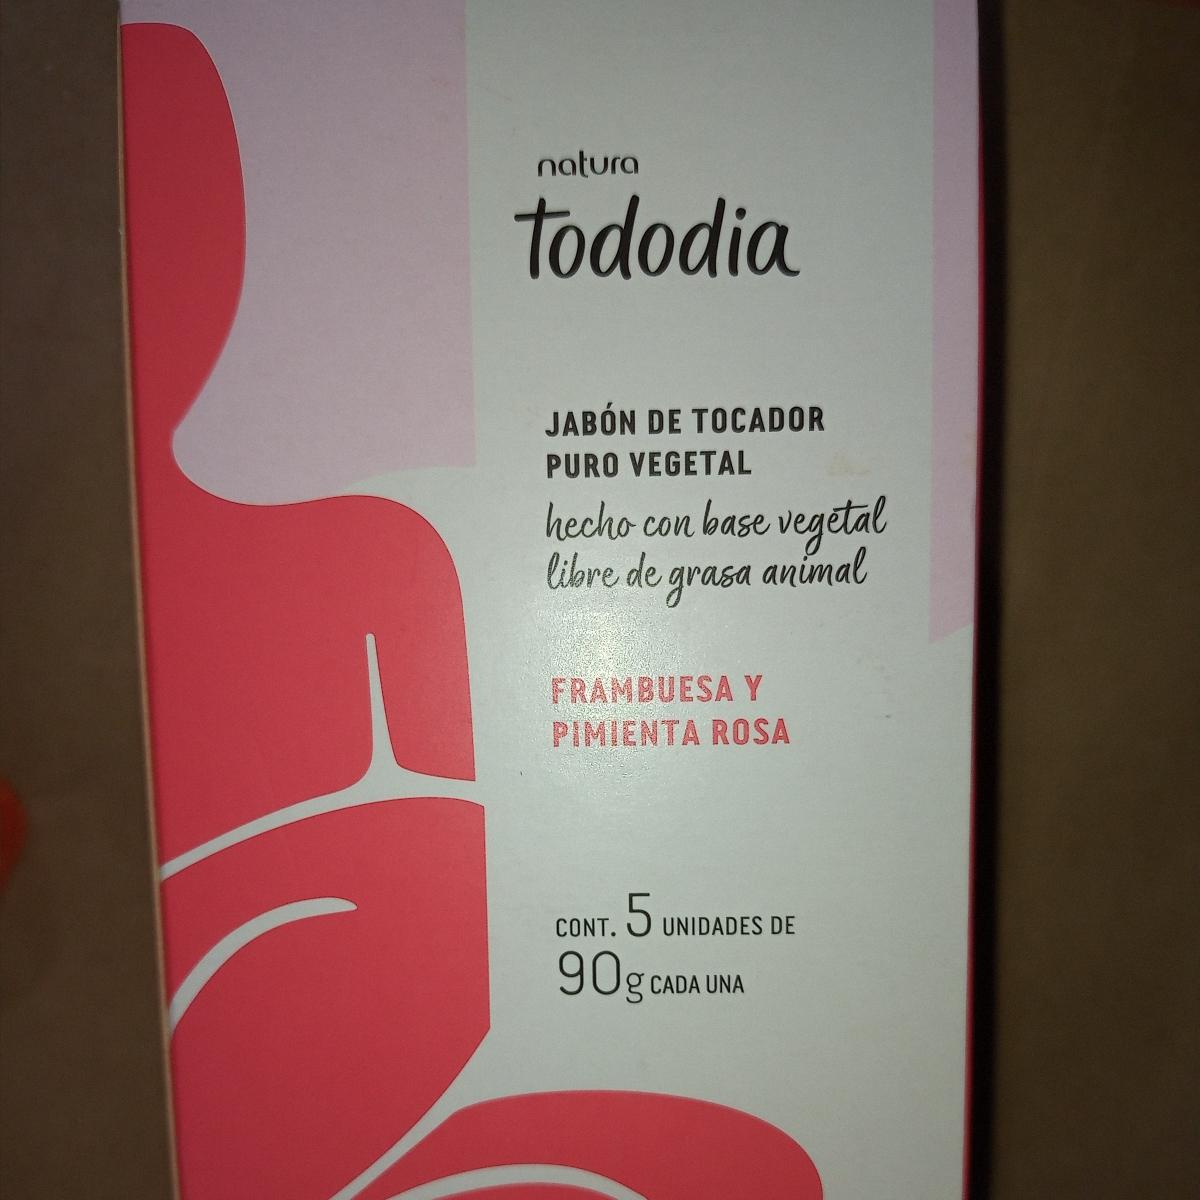 natura
tododia
JABÓN DE TOCADOR
PURO VEGETAL
hecho con base vegetal
libre de grasa animal
FRAMBUESA Y
PIMIENTA ROSA
CONT. 5 UNIDADES DE
90g CADA UNA